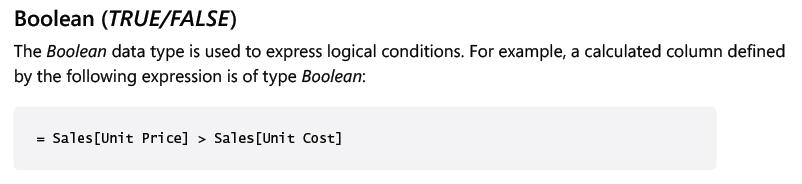 Boolean (TRUE/FALSE)
The Boolean data type is used to express logical conditions. For example, a calculated column defined
by the following expression is of type Boolean:
= Sales[Unit Price] > Sales[Unit Cost]